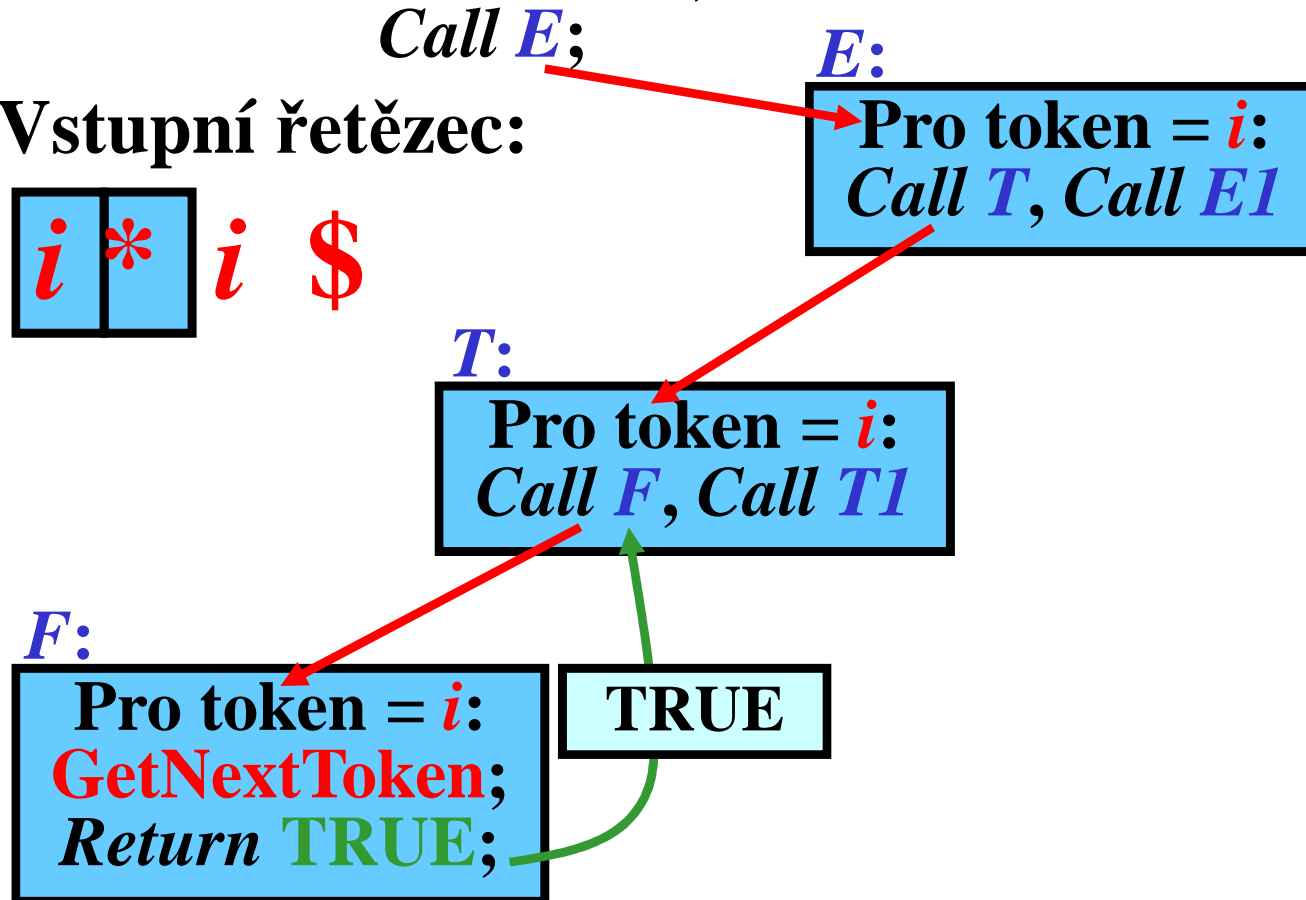 Call E;
E:
Pro token = i:
Call T, Call E1
Vstupní řetězec:
i * i $
T:
Pro token = i:
Call F, Call T1
F:
Pro token = i:
GetNextToken;
Return TRUE;
TRUE